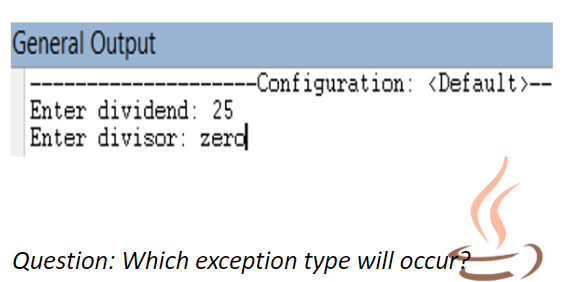 General Output
--------------------Configuration: <Default>--
Enter dividend: 25
Enter divisor: zero
Question: Which exception type will occur?